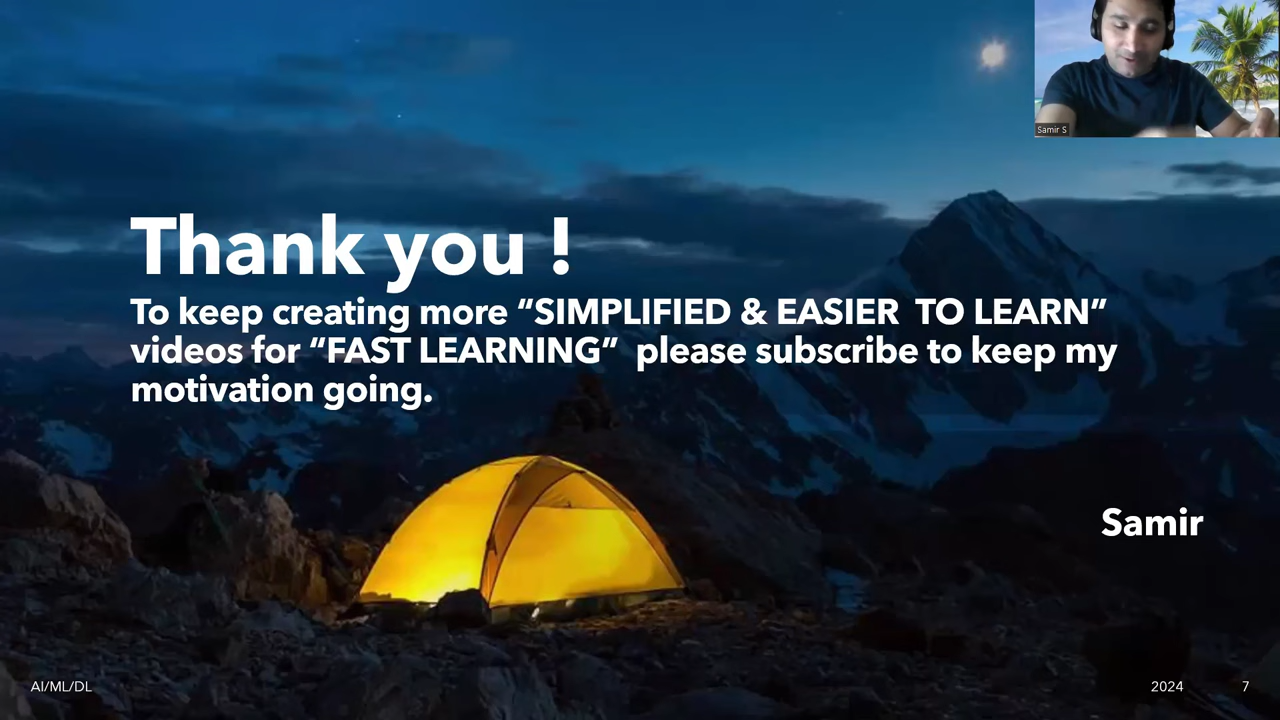 Samir S
Thank you !
To keep creating more “SIMPLIFIED & EASIER  TO LEARN”
videos for “FAST LEARNING”  please subscribe to keep my
motivation going.
Samir
AI/ML/DL
2024
7